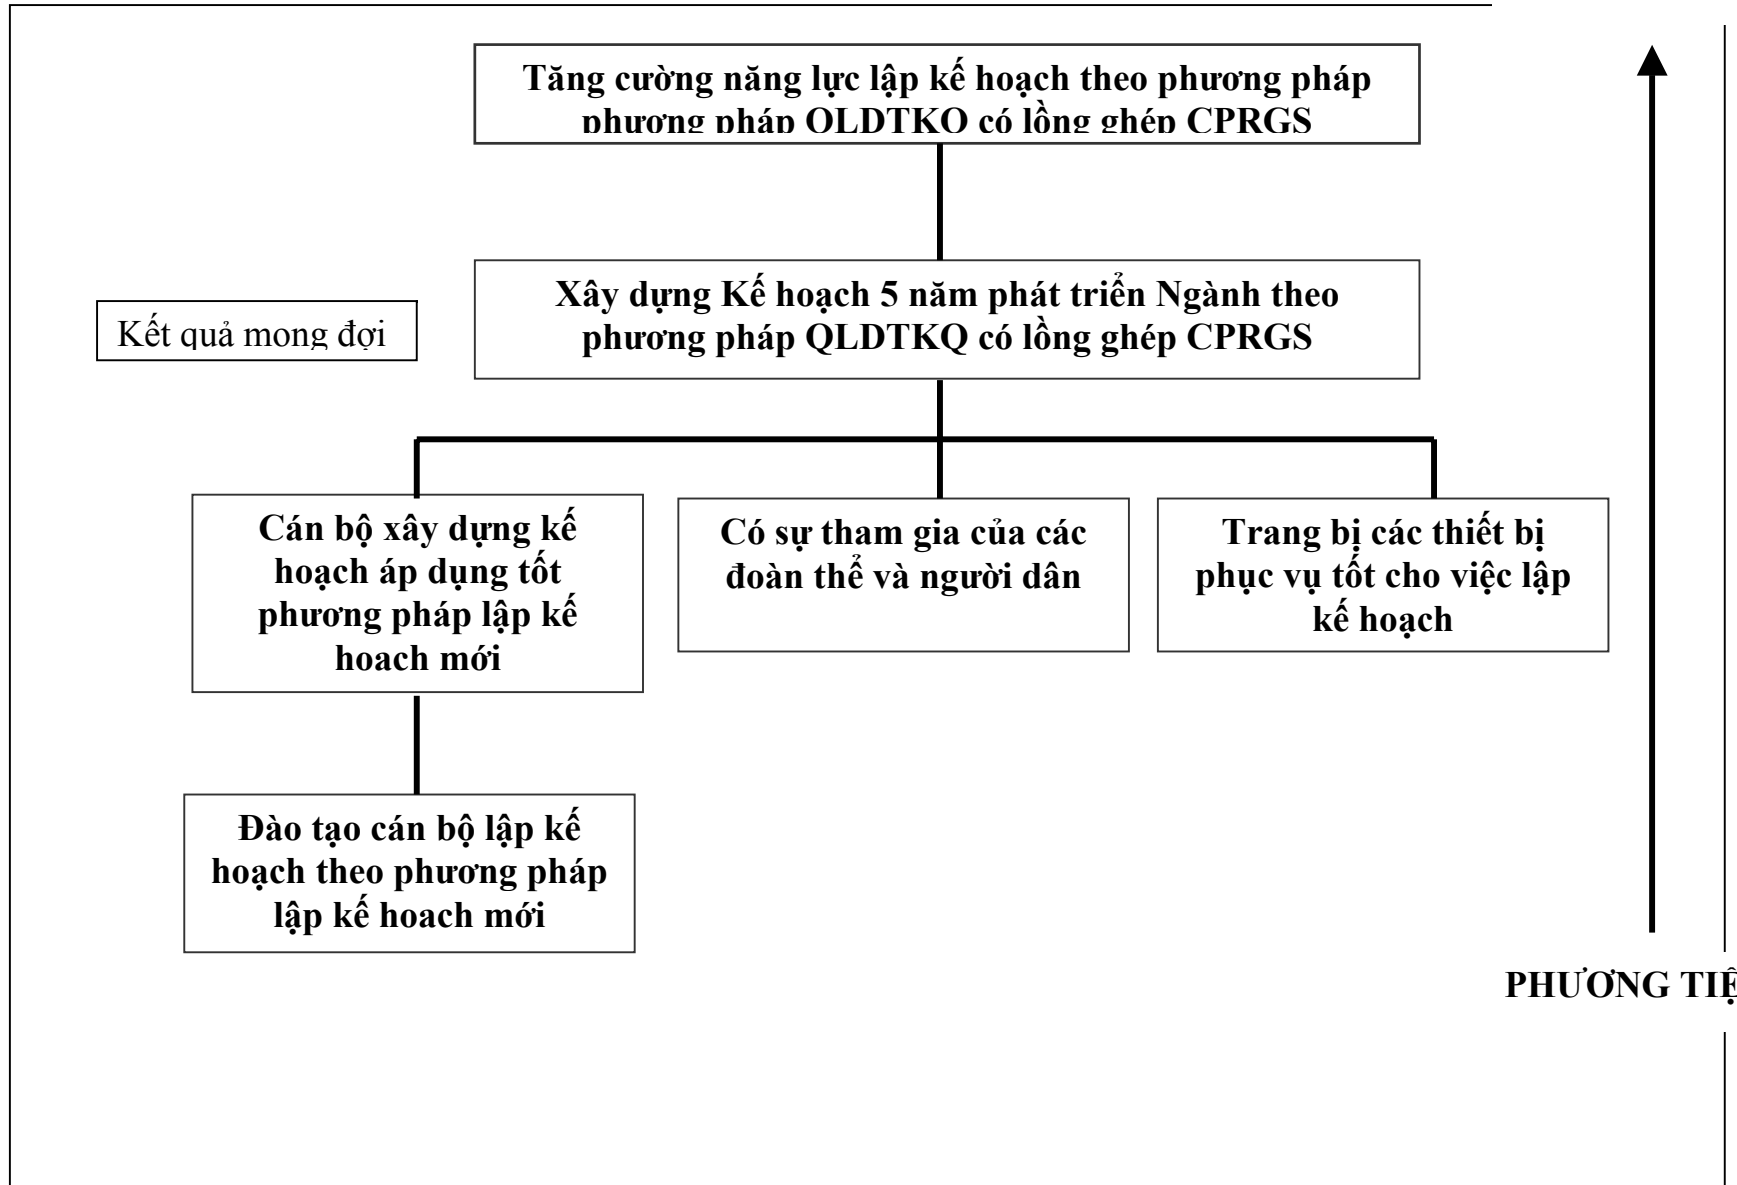 Tăng cường năng lực lập kế hoạch theo phương pháp
phương pháp QLDTKQ có lồng ghép CPRGS
Xây dựng Kế hoạch 5 năm phát triển Ngành theo
phương pháp QLDTKQ có lồng ghép CPRGS
Kết quả mong đợi
Cán bộ xây dựng kế
hoạch áp dụng tốt
phương pháp lập kế
hoach mới
Có sự tham gia của các
đoàn thể và người dân
Trang bị các thiết bị
phục vụ tốt cho việc lập
kế hoạch
Đào tạo cán bộ lập kế
hoạch theo phương pháp
lập kế hoach mới
PHƯƠNG TIỆ